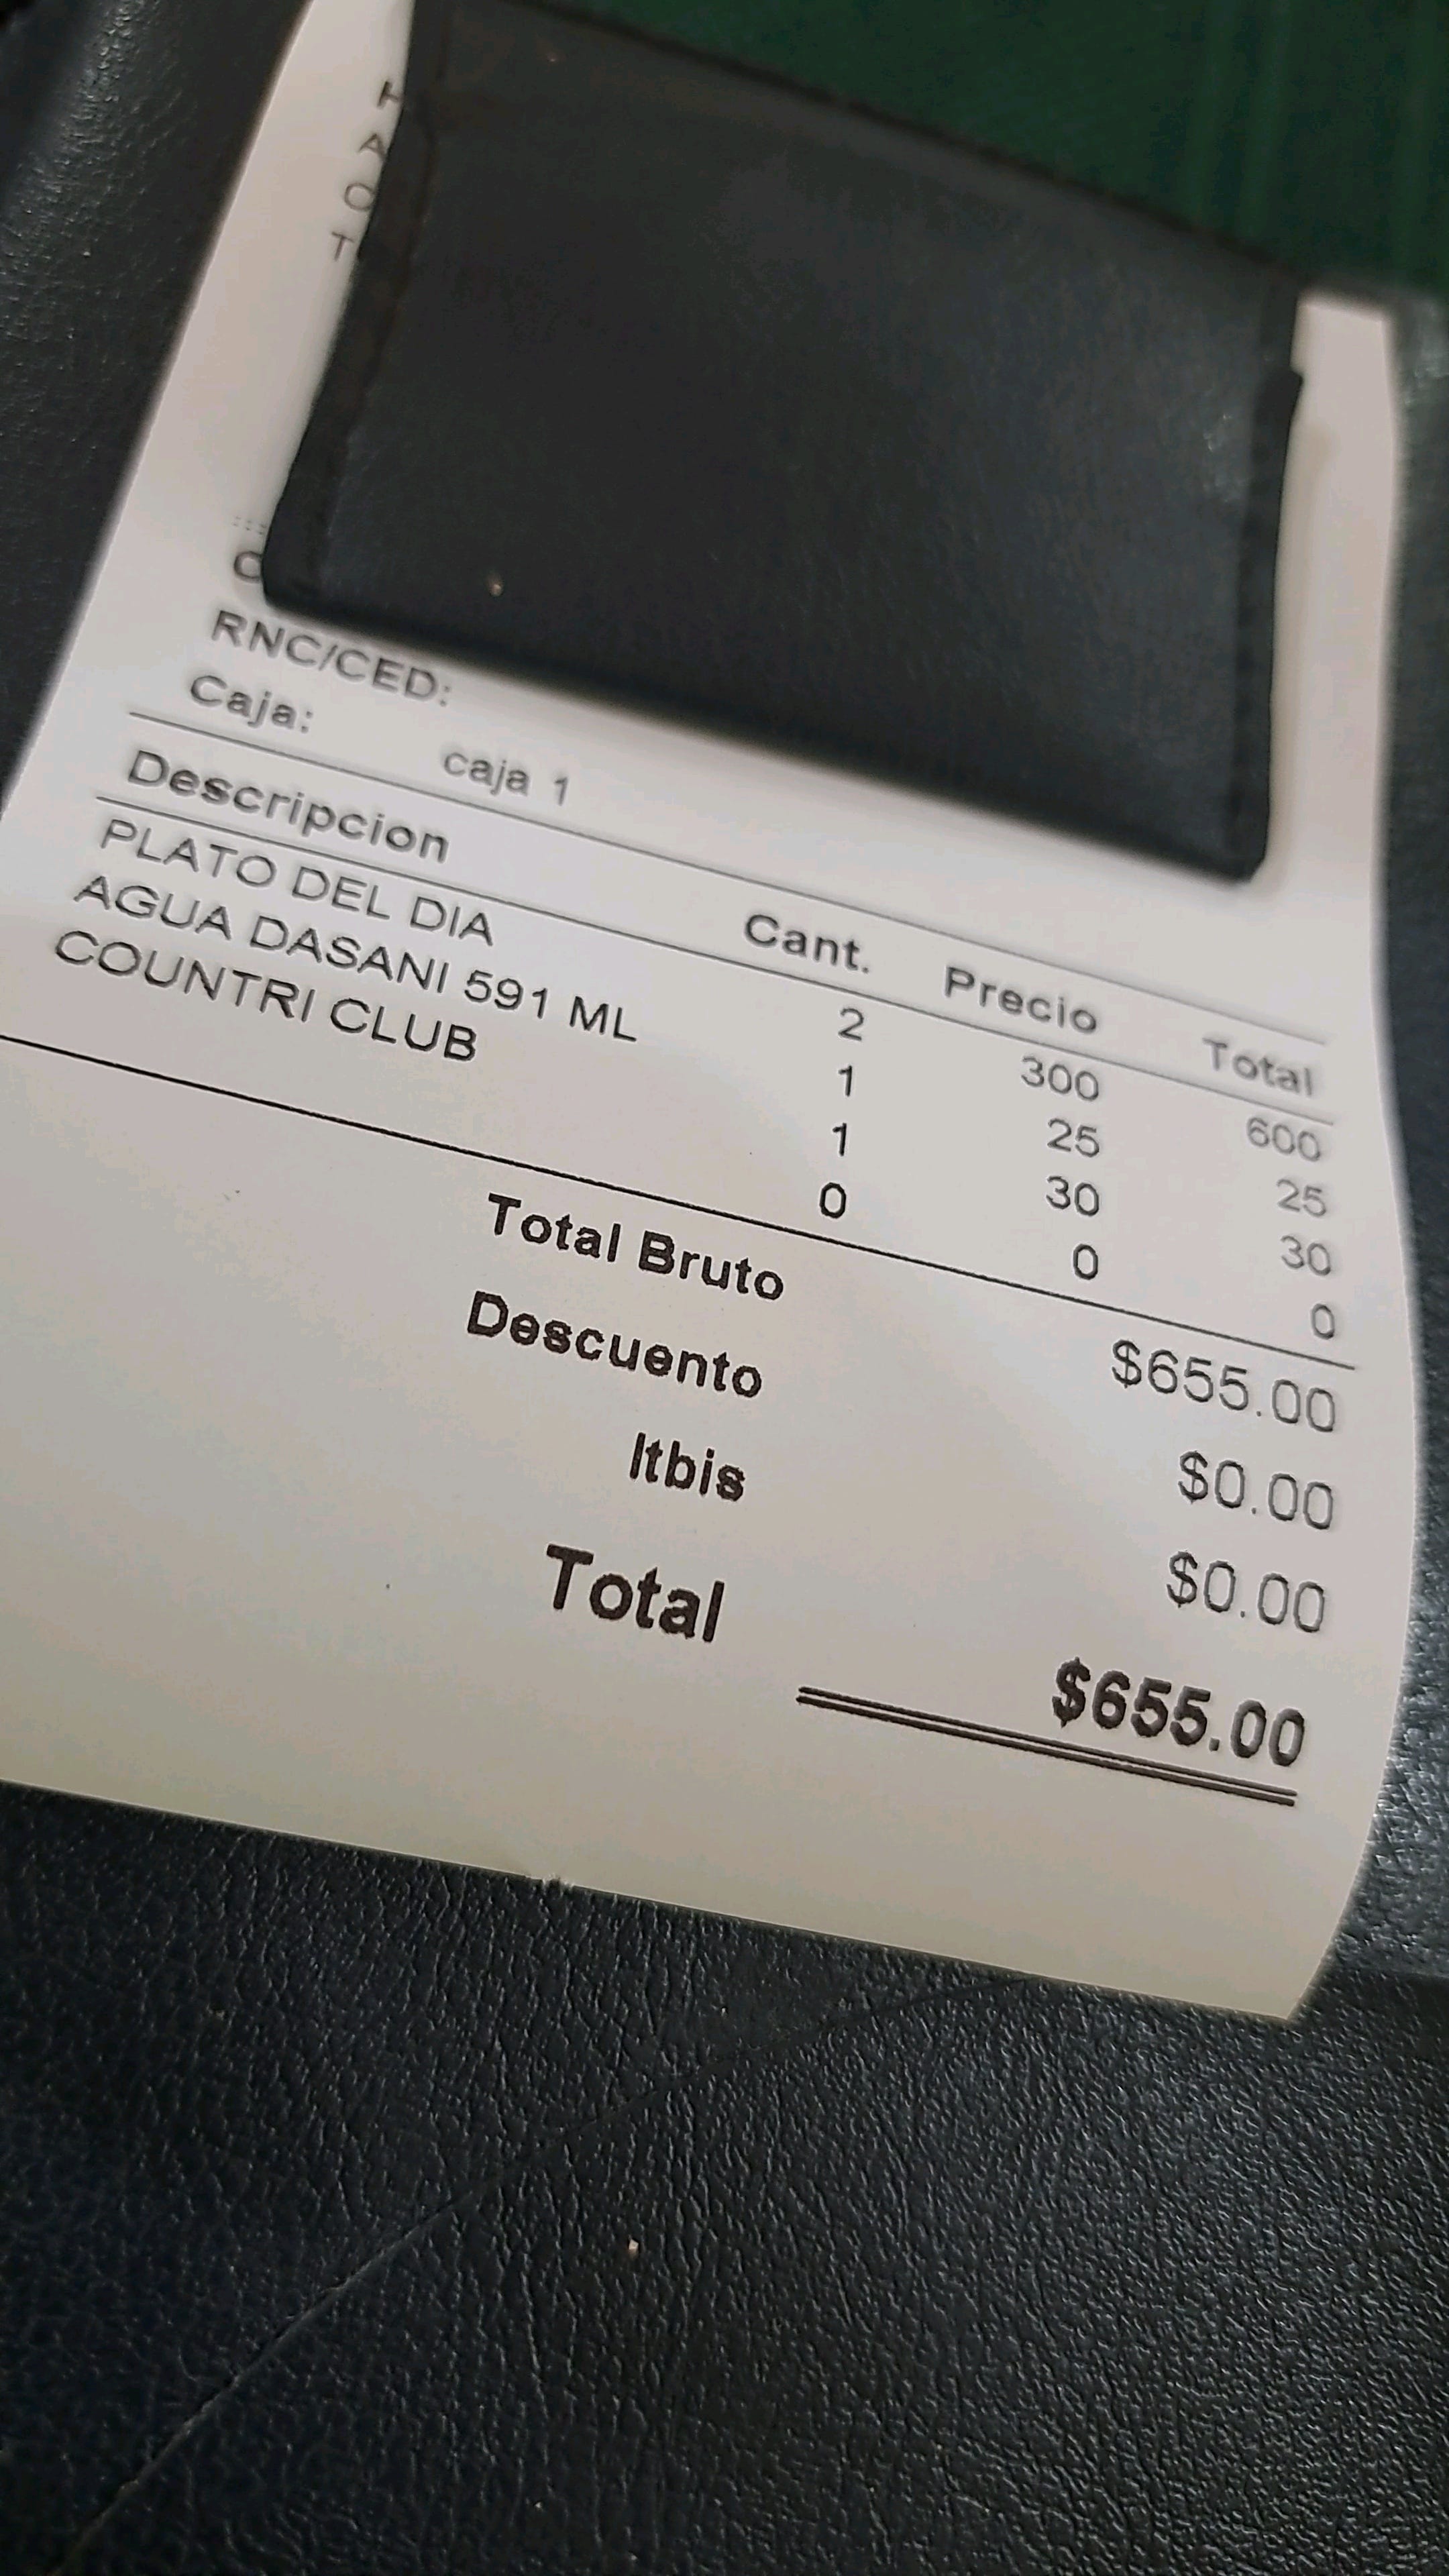 H
A
C
T
C
RNC/CED:
Caja: caja 1
Descripcion Cant. Precio Total
PLATO DEL DIA 2 300 600
AGUA DASANI 591 ML 1 25 25
COUNTRI CLUB 1 30 30
0 0 0
Total Bruto $655.00
Descuento $0.00
Itbis $0.00
Total $655.00